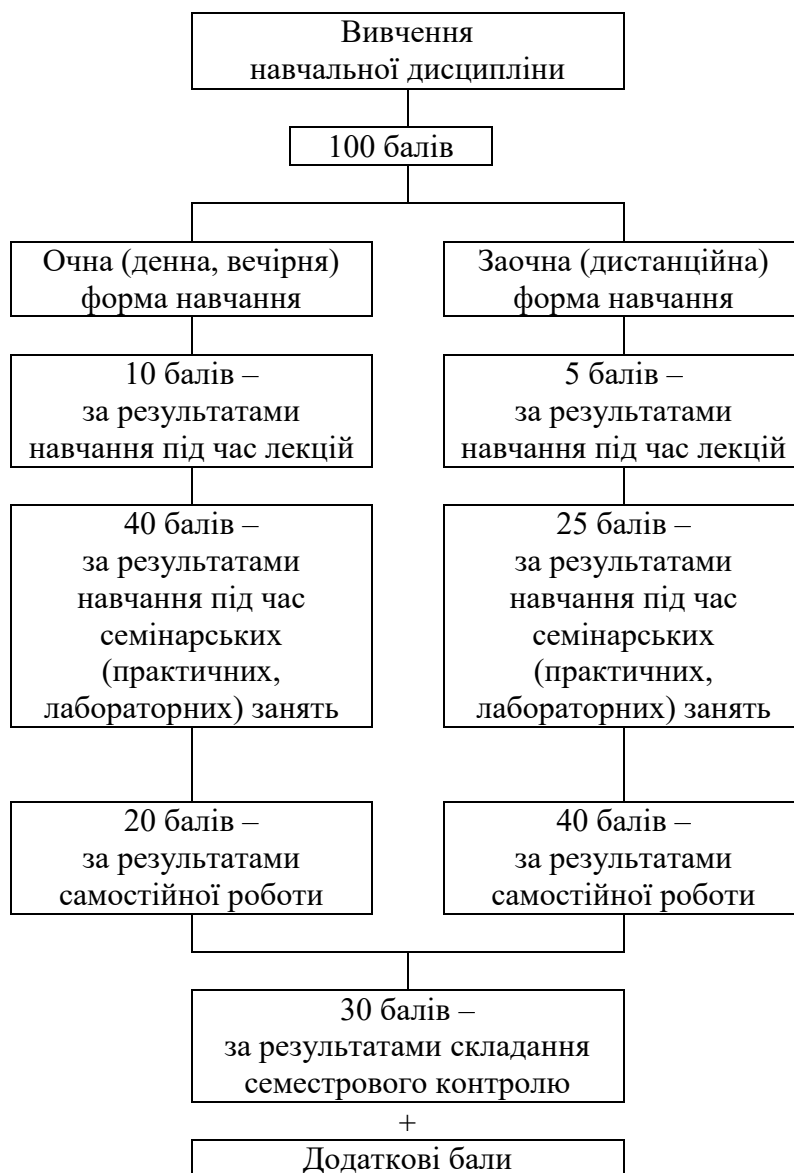 Вивчення
навчальної дисципліни
100 балів
Очна (денна, вечірня)
форма навчання
Заочна (дистанційна)
форма навчання
10 балів –
за результатами
навчання під час лекцій
5 балів –
за результатами
навчання під час лекцій
40 балів –
за результатами
навчання під час
семінарських
(практичних,
лабораторних) занять
25 балів –
за результатами
навчання під час
семінарських
(практичних,
лабораторних) занять
20 балів –
за результатами
самостійної роботи
40 балів –
за результатами
самостійної роботи
30 балів –
за результатами складання
семестрового контролю
+
Додаткові бали